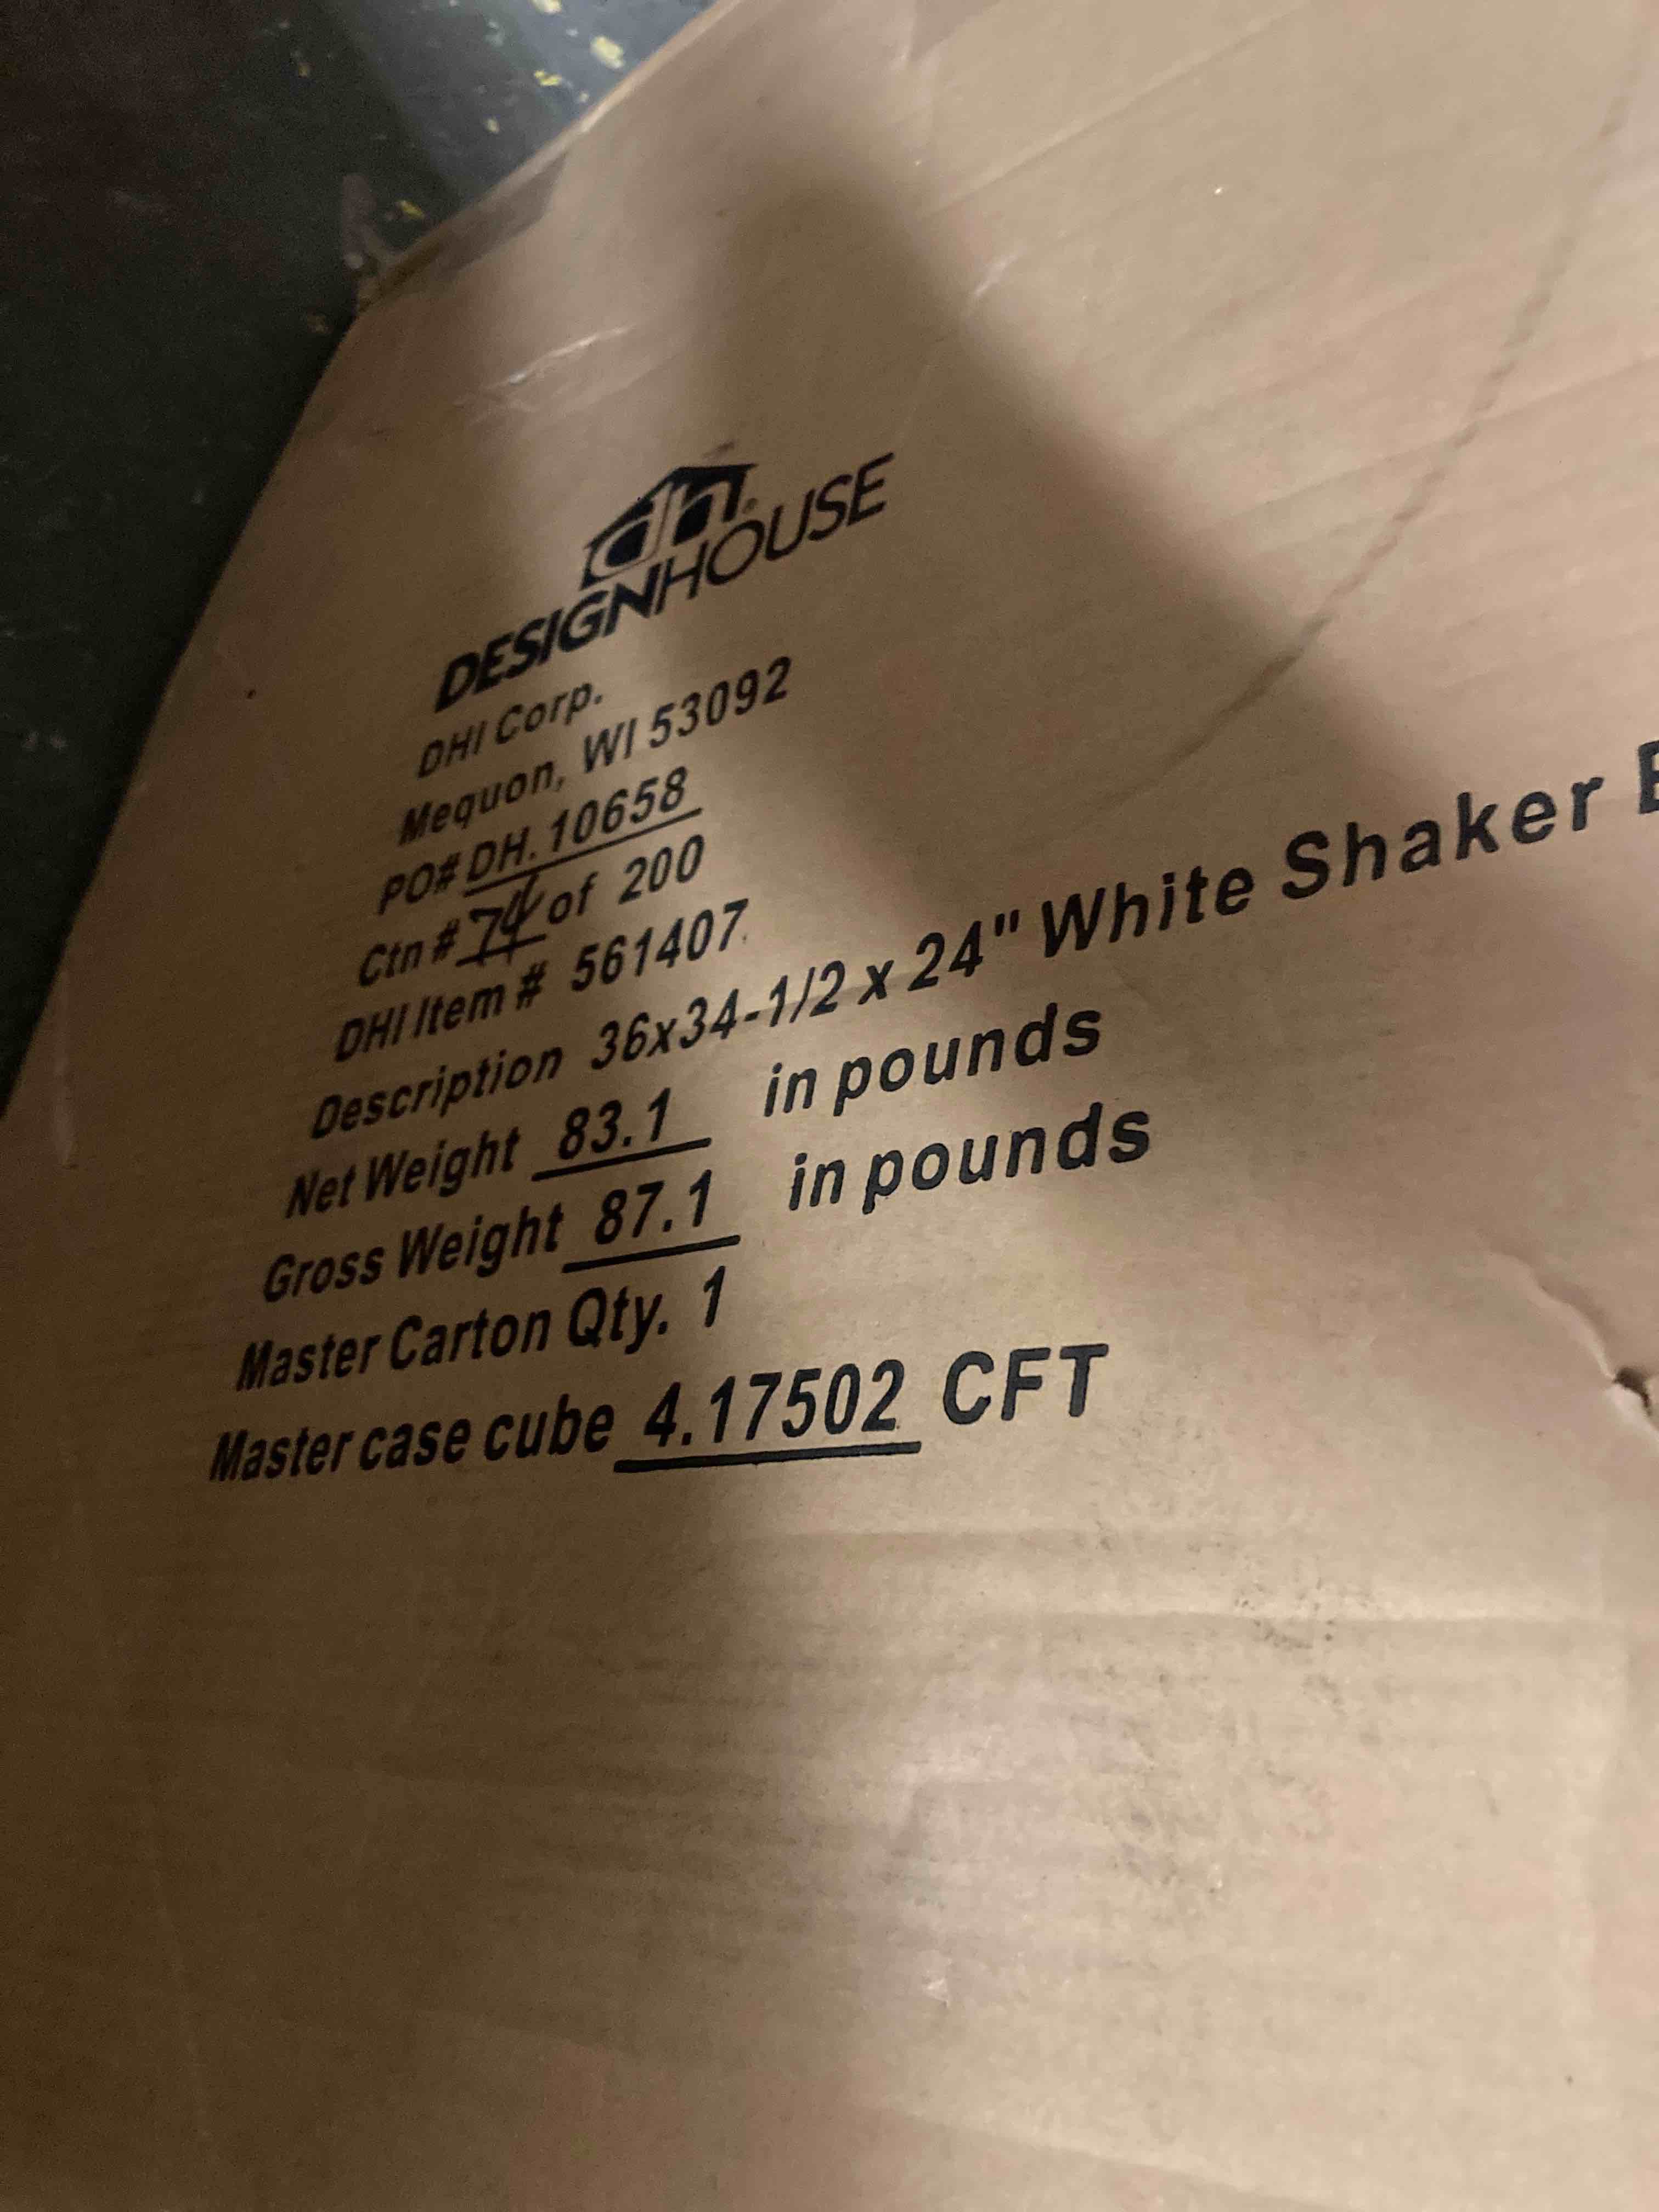 dh®
DESIGNHOUSE
DHI Corp.
Mequon, WI 53092
PO# DH. 10658
Ctn # 74 of 200
DHI Item # 561407
Description 36x34-1/2 x 24" White Shaker
Net Weight 83.1 in pounds
Gross Weight 87.1 in pounds
Master Carton Qty. 1
Master case cube 4.17502 CFT